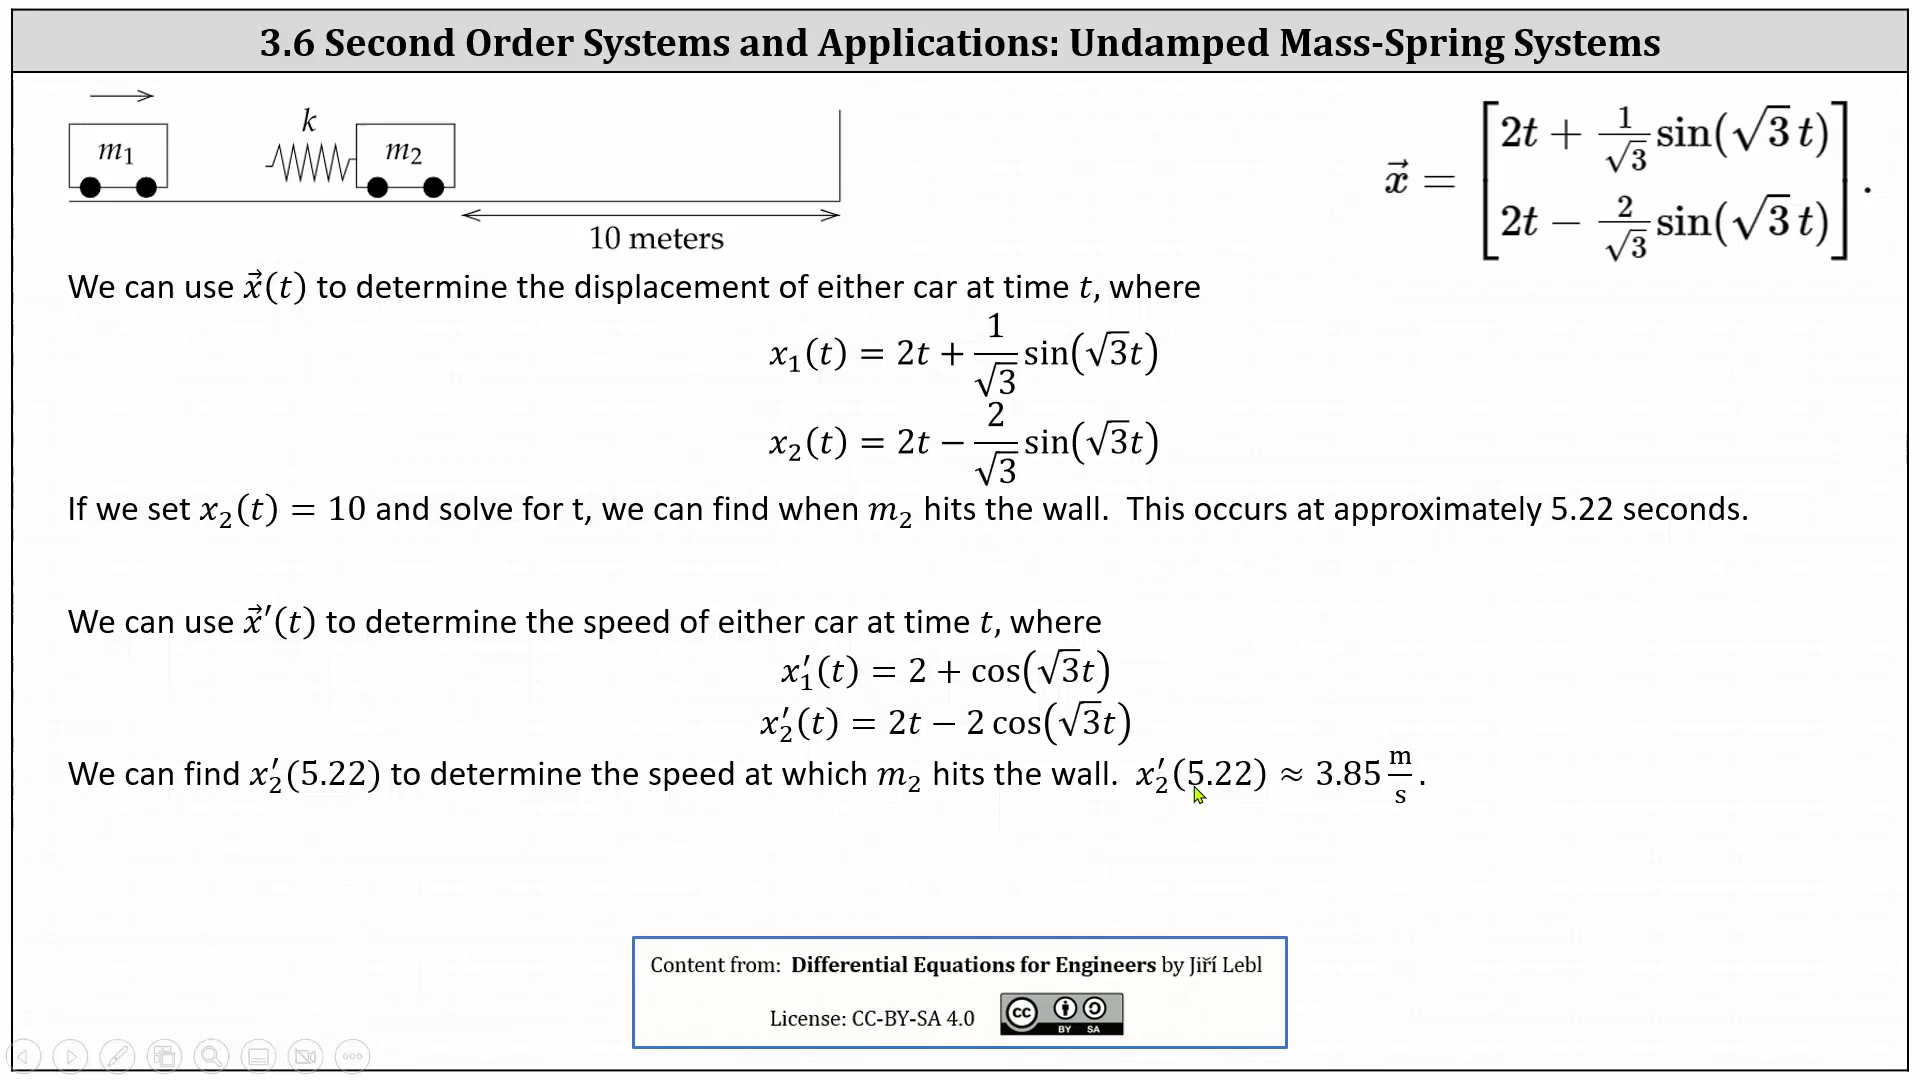 3.6 Second Order Systems and Applications: Undamped Mass-Spring Systems
m₁
k
m₂
10 meters
x⃗ = [2t + 1/√3 sin(√3 t)
2t − 2/√3 sin(√3 t)].
We can use x⃗(t) to determine the displacement of either car at time t, where
x₁(t) = 2t + 1/√3 sin(√3t)
x₂(t) = 2t − 2/√3 sin(√3t)
If we set x₂(t) = 10 and solve for t, we can find when m₂ hits the wall.  This occurs at approximately 5.22 seconds.
We can use x⃗′(t) to determine the speed of either car at time t, where
x₁′(t) = 2 + cos(√3t)
x₂′(t) = 2t − 2 cos(√3t)
We can find x₂′(5.22) to determine the speed at which m₂ hits the wall.  x₂′(5.22) ≈ 3.85 m/s.
Content from:  Differential Equations for Engineers by Jiří Lebl
License: CC-BY-SA 4.0
cc
BY SA